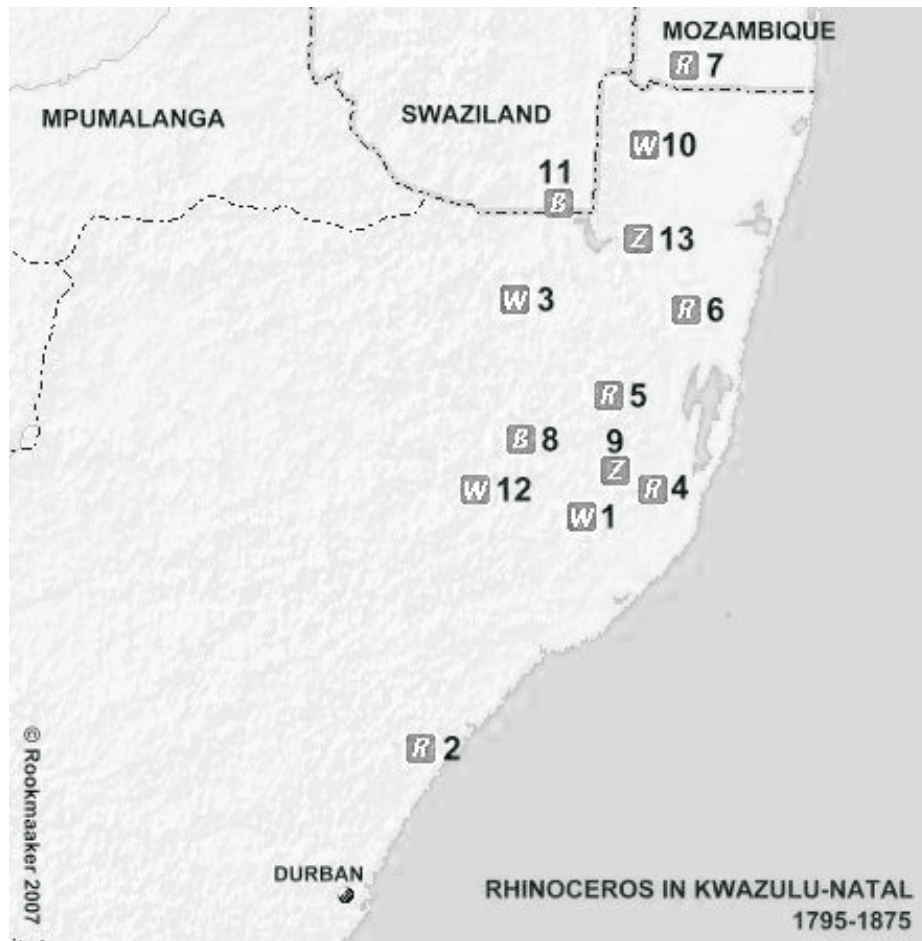 MOZAMBIQUE
R 7
MPUMALANGA
SWAZILAND
W 10
11
B
Z 13
W 3
R 6
R 5
B 8
9
Z
W 12
R 4
W 1
R 2
© Rookmaaker 2007
DURBAN
RHINOCEROS IN KWAZULU-NATAL
1795-1875